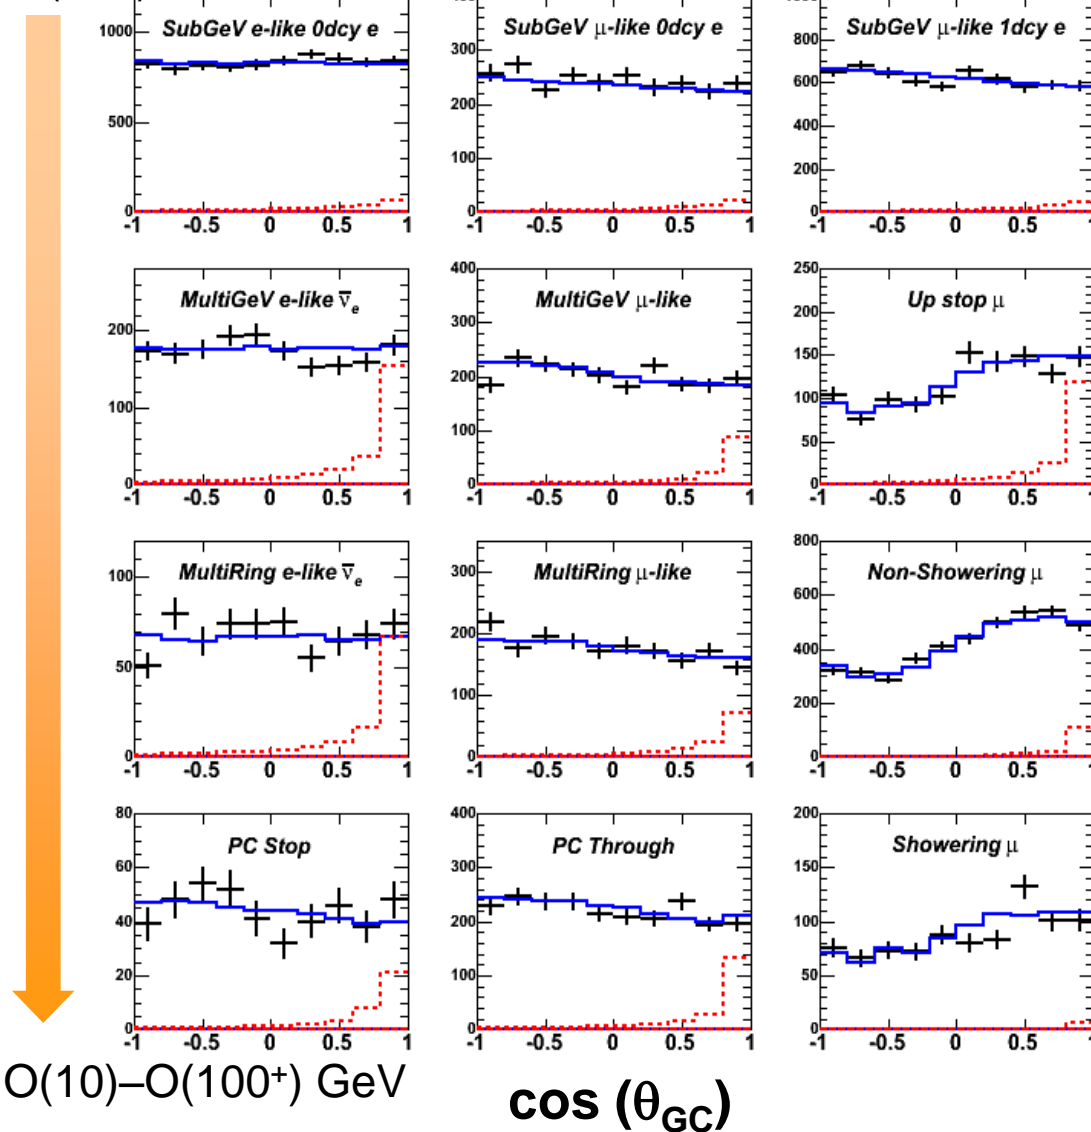 SubGeV e-like 0dcy e
1000
500
0
-1 -0.5 0 0.5 1
SubGeV μ-like 0dcy e
300
200
100
0
-1 -0.5 0 0.5 1
SubGeV μ-like 1dcy e
800
600
400
200
0
-1 -0.5 0 0.5 1
MultiGeV e-like ν̅e
200
100
0
-1 -0.5 0 0.5 1
MultiGeV μ-like
400
300
200
100
0
-1 -0.5 0 0.5 1
Up stop μ
250
200
150
100
50
0
-1 -0.5 0 0.5 1
MultiRing e-like ν̅e
100
50
0
-1 -0.5 0 0.5 1
MultiRing μ-like
300
200
100
0
-1 -0.5 0 0.5 1
Non-Showering μ
800
600
400
200
0
-1 -0.5 0 0.5 1
PC Stop
80
60
40
20
0
-1 -0.5 0 0.5 1
PC Through
400
300
200
100
0
-1 -0.5 0 0.5 1
Showering μ
200
150
100
50
0
-1 -0.5 0 0.5 1
O(10)–O(100⁺) GeV
cos (θGC)